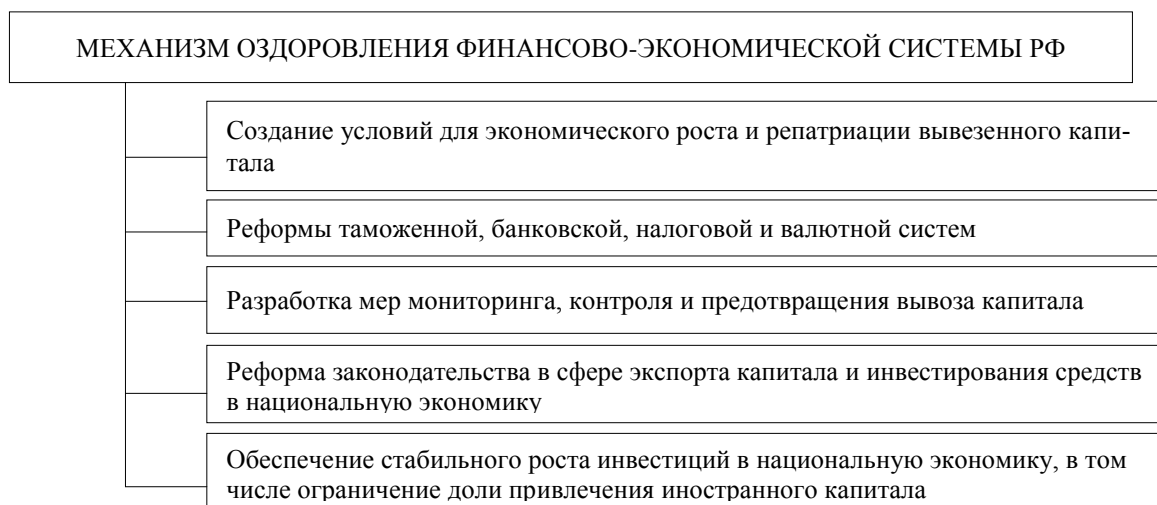 МЕХАНИЗМ ОЗДОРОВЛЕНИЯ ФИНАНСОВО-ЭКОНОМИЧЕСКОЙ СИСТЕМЫ РФ
Создание условий для экономического роста и репатриации вывезенного капи-
тала
Реформы таможенной, банковской, налоговой и валютной систем
Разработка мер мониторинга, контроля и предотвращения вывоза капитала
Реформа законодательства в сфере экспорта капитала и инвестирования средств
в национальную экономику
Обеспечение стабильного роста инвестиций в национальную экономику, в том
числе ограничение доли привлечения иностранного капитала